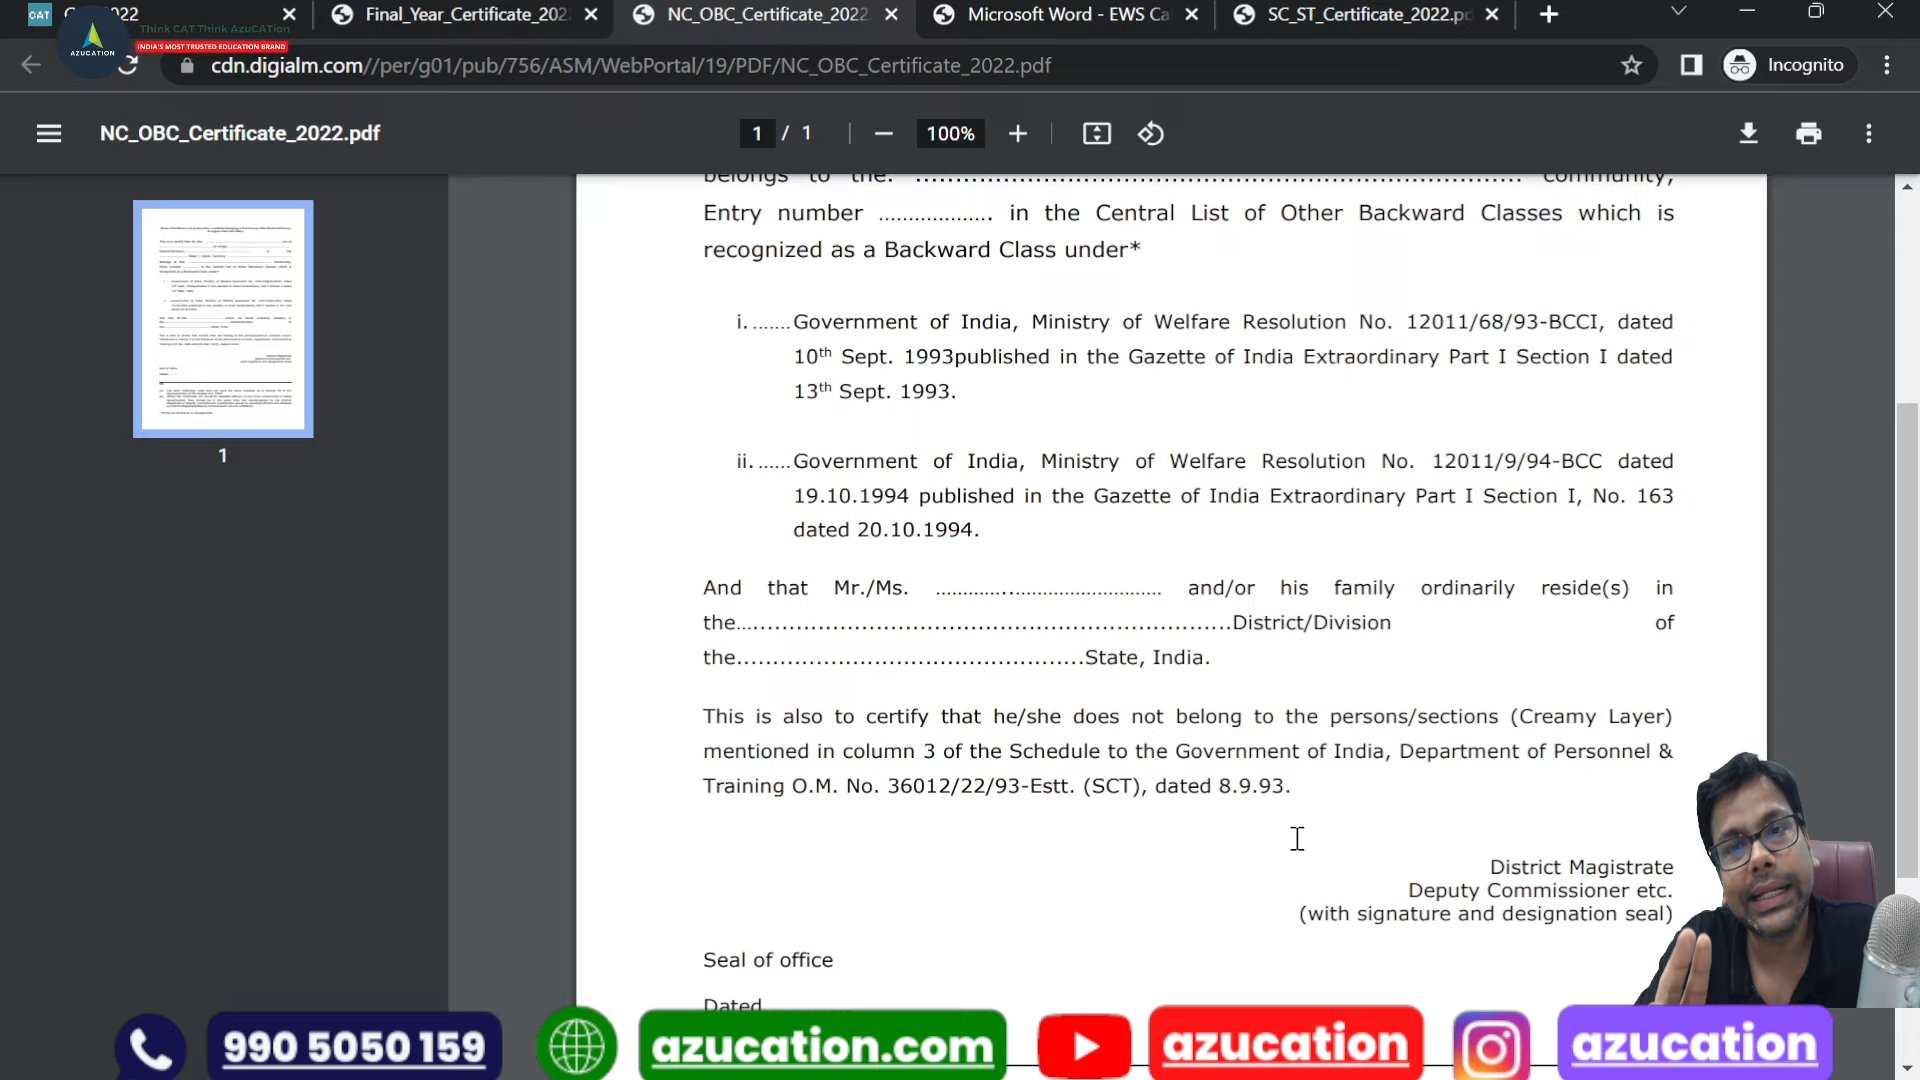 CAT 2022
Final_Year_Certificate_202
NC_OBC_Certificate_2022.
Microsoft Word - EWS Ca
SC_ST_Certificate_2022.pd
Think CAT Think AzuCATion
INDIA'S MOST TRUSTED EDUCATION BRAND
AZUCATION
cdn.digialm.com//per/g01/pub/756/ASM/WebPortal/19/PDF/NC_OBC_Certificate_2022.pdf
Incognito
NC_OBC_Certificate_2022.pdf
1 / 1
100%
1
belongs to the. .................................................................. community,
Entry number ................... in the Central List of Other Backward Classes which is
recognized as a Backward Class under*
i. .......Government of India, Ministry of Welfare Resolution No. 12011/68/93-BCCI, dated
10th Sept. 1993published in the Gazette of India Extraordinary Part I Section I dated
13th Sept. 1993.
ii. ......Government of India, Ministry of Welfare Resolution No. 12011/9/94-BCC dated
19.10.1994 published in the Gazette of India Extraordinary Part I Section I, No. 163
dated 20.10.1994.
And that Mr./Ms. ........................................ and/or his family ordinarily reside(s) in
the........................................................District/Division of
the...........................................State, India.
This is also to certify that he/she does not belong to the persons/sections (Creamy Layer)
mentioned in column 3 of the Schedule to the Government of India, Department of Personnel &
Training O.M. No. 36012/22/93-Estt. (SCT), dated 8.9.93.
District Magistrate
Deputy Commissioner etc.
(with signature and designation seal)
Seal of office
Dated
990 5050 159
azucation.com
azucation
azucation